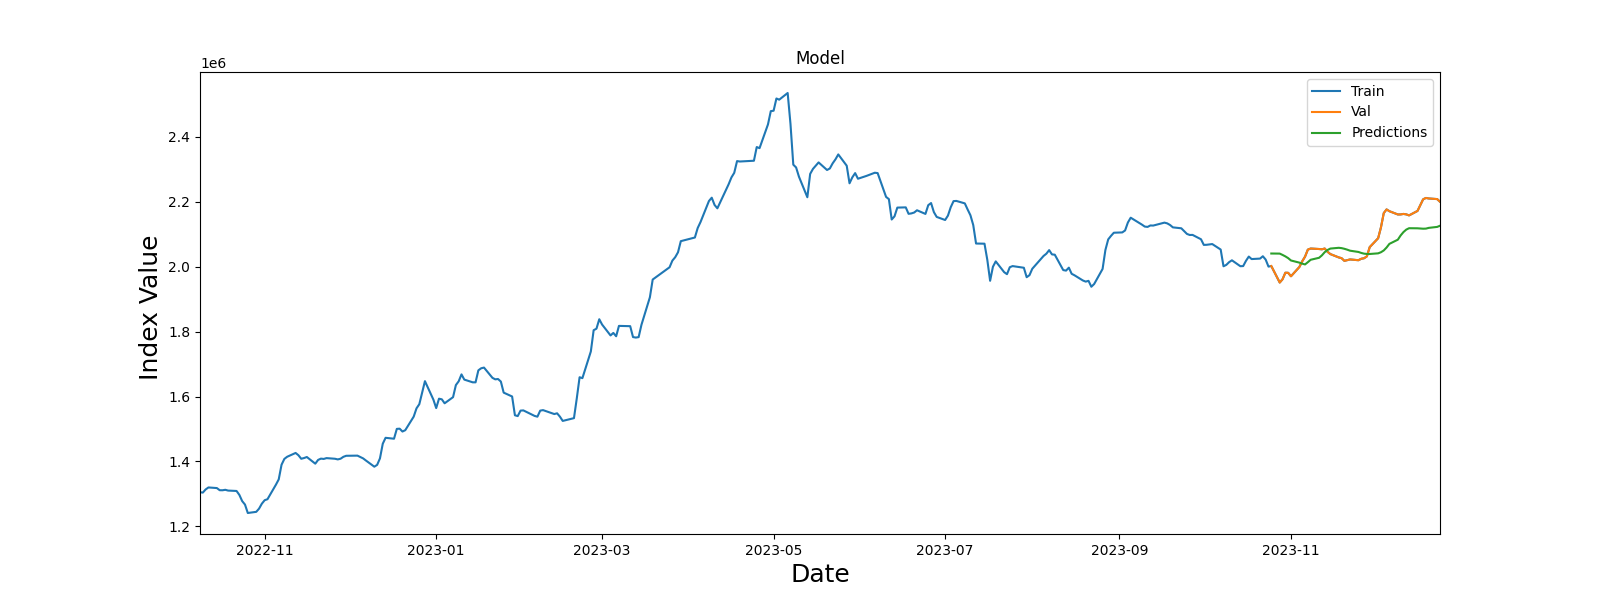 Model
1e6
Train
Val
Predictions
2.4
2.2
2.0
1.8
1.6
1.4
1.2
Index Value
2022-11
2023-01
2023-03
2023-05
2023-07
2023-09
2023-11
Date